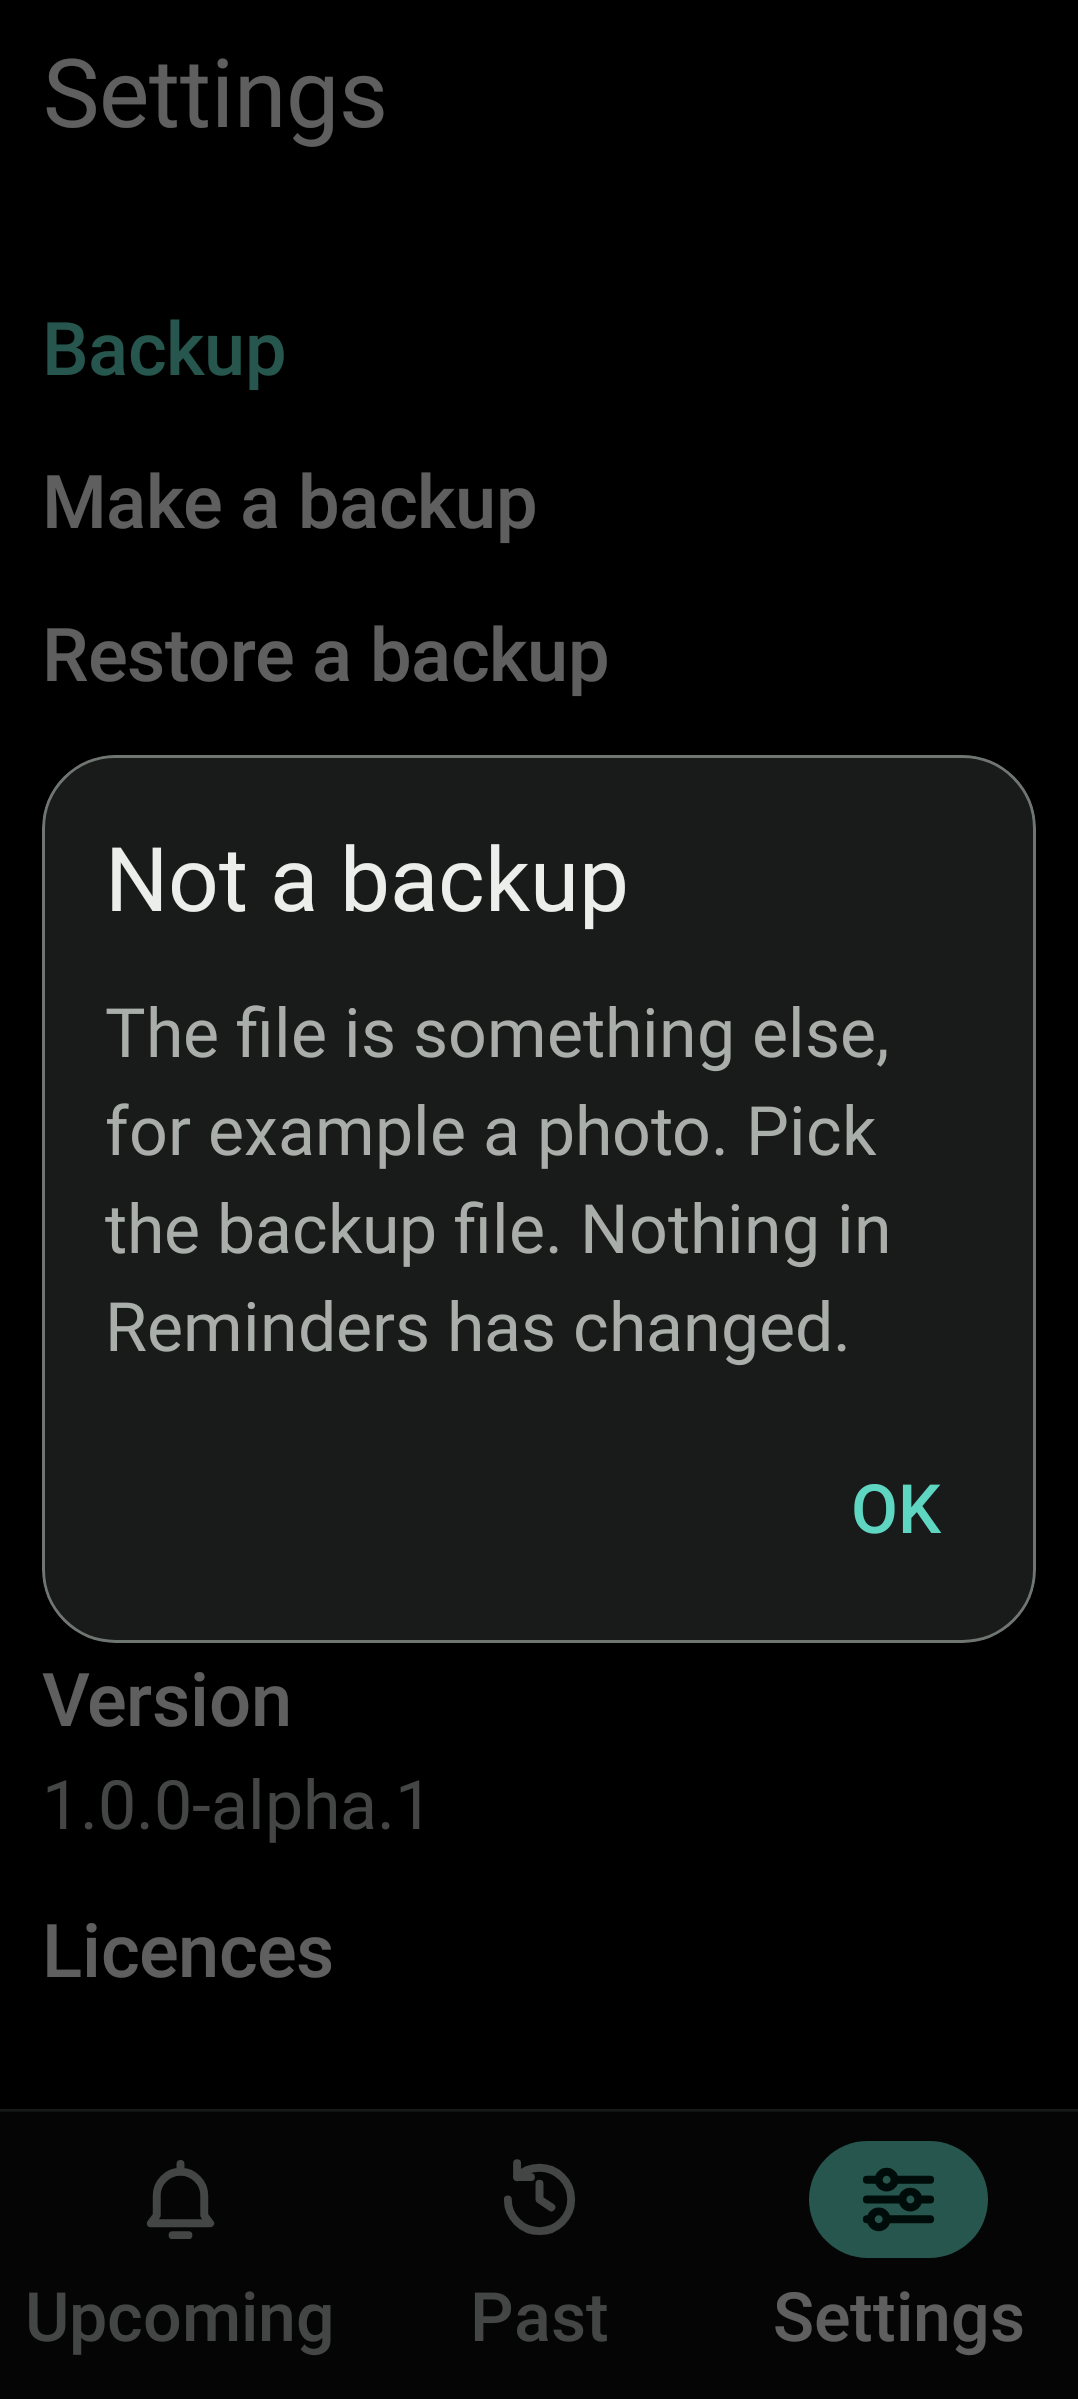 Settings
Backup
Make a backup
Restore a backup
Not a backup
The file is something else,
for example a photo. Pick
the backup file. Nothing in
Reminders has changed.
OK
Version
1.0.0-alpha.1
Licences
Upcoming
Past
Settings